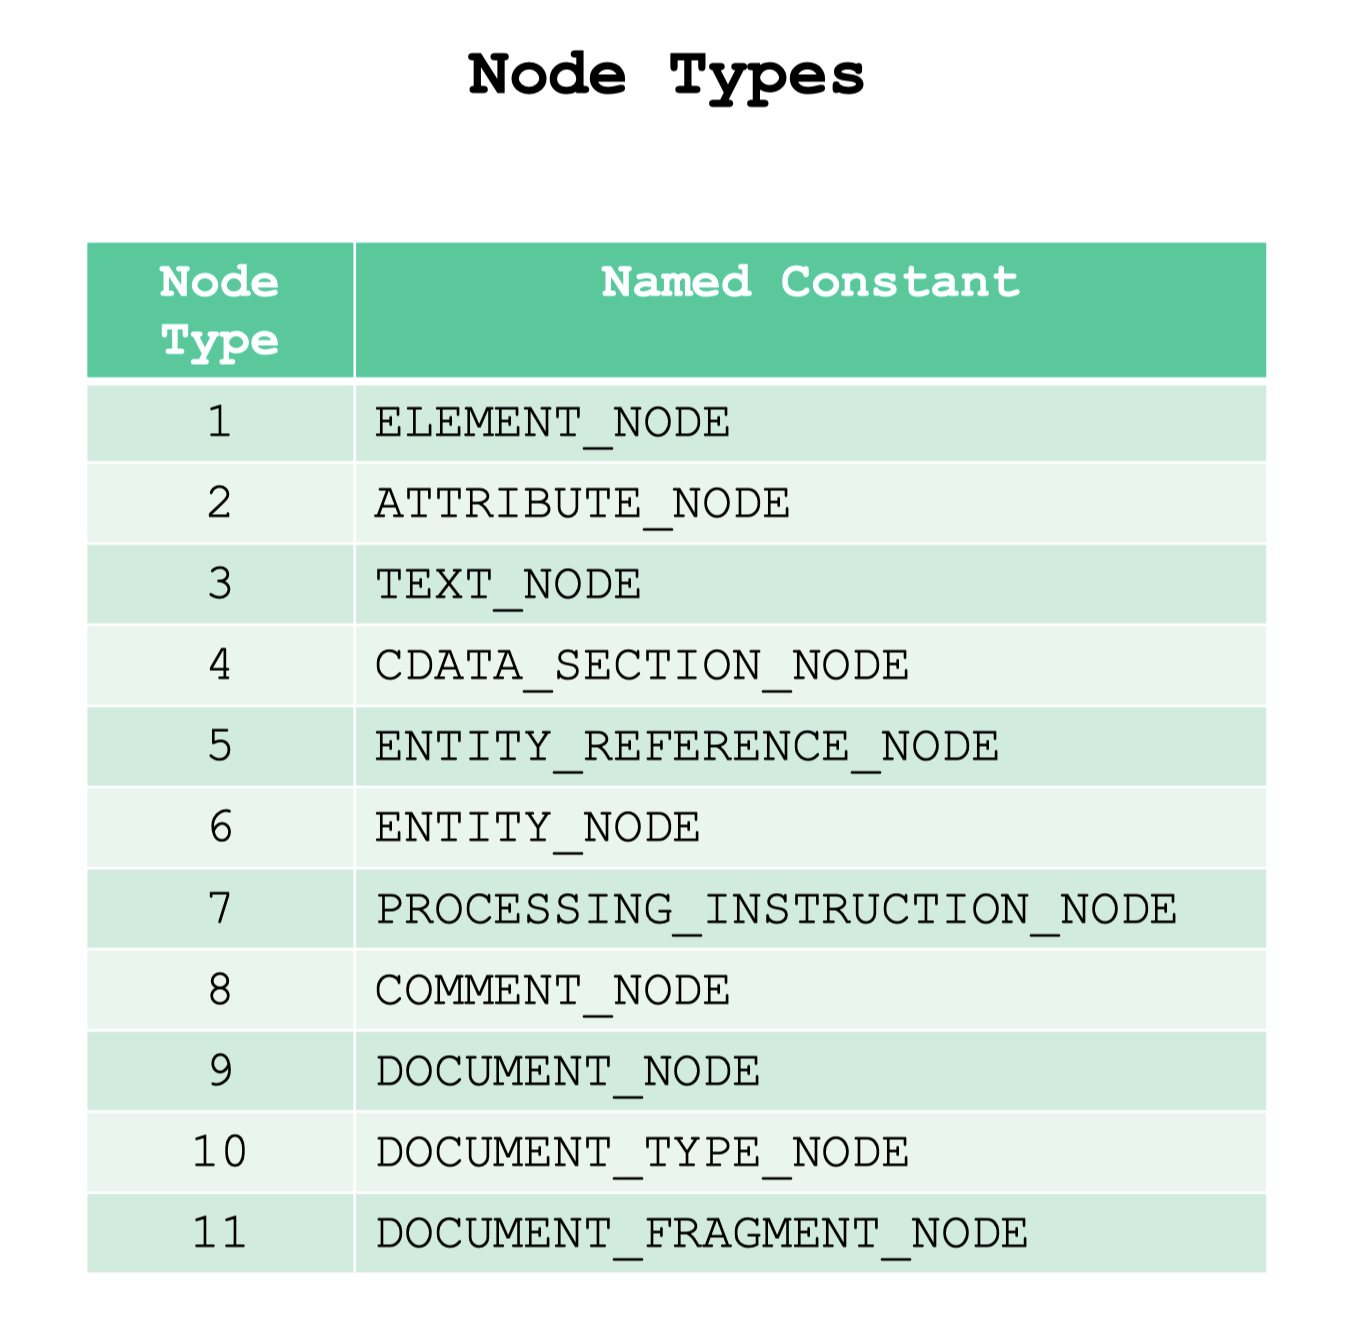 Node Types
Node Named Constant
Type
1 ELEMENT_NODE
2 ATTRIBUTE_NODE
3 TEXT_NODE
4 CDATA_SECTION_NODE
5 ENTITY_REFERENCE_NODE
6 ENTITY_NODE
7 PROCESSING_INSTRUCTION_NODE
8 COMMENT_NODE
9 DOCUMENT_NODE
10 DOCUMENT_TYPE_NODE
11 DOCUMENT_FRAGMENT_NODE